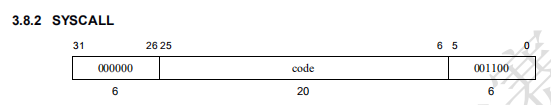 3.8.2 SYSCALL
31 26 25 6 5 0
000000 code 001100
6 20 6